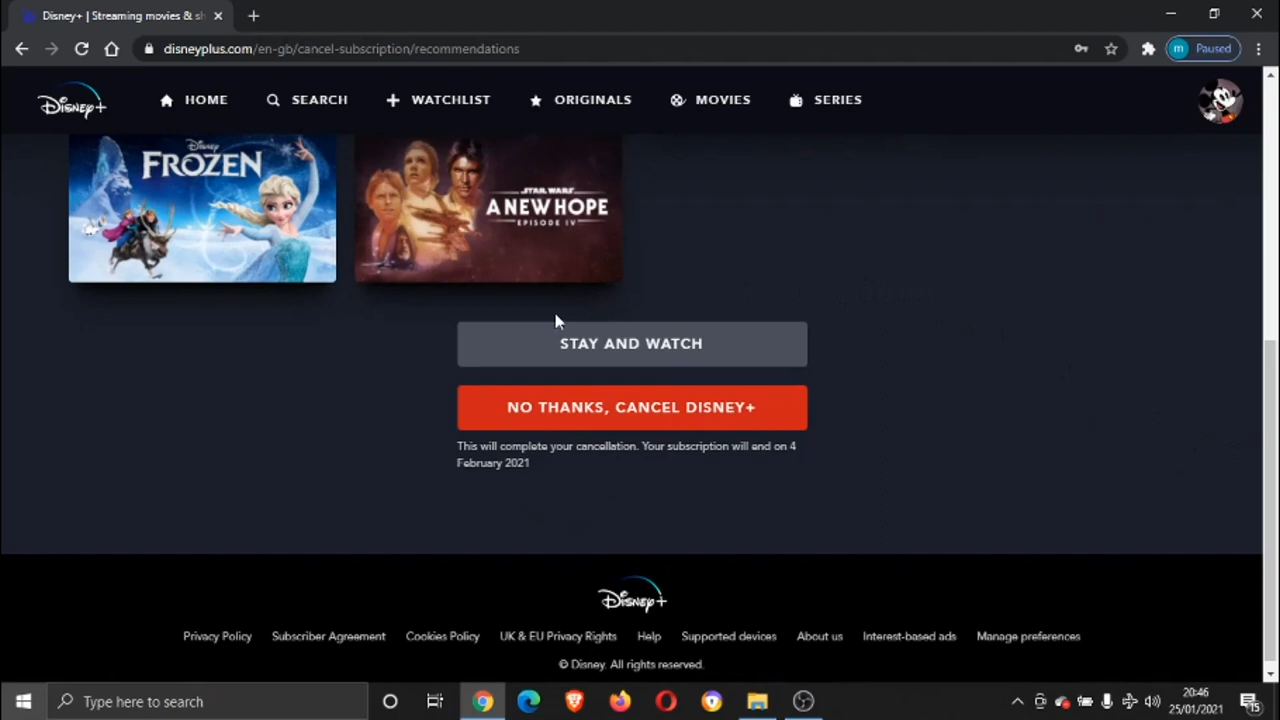 Disney+ | Streaming movies & sh
disneyplus.com/en-gb/cancel-subscription/recommendations
m Paused
Disney+ HOME SEARCH WATCHLIST ORIGINALS MOVIES SERIES
Disney
FROZEN
STAR WARS
A NEW HOPE
EPISODE IV
STAY AND WATCH
NO THANKS, CANCEL DISNEY+
This will complete your cancellation. Your subscription will end on 4
February 2021
Disney+
Privacy Policy Subscriber Agreement Cookies Policy UK & EU Privacy Rights Help Supported devices About us Interest-based ads Manage preferences
© Disney. All rights reserved.
Type here to search
20:46
25/01/2021
15